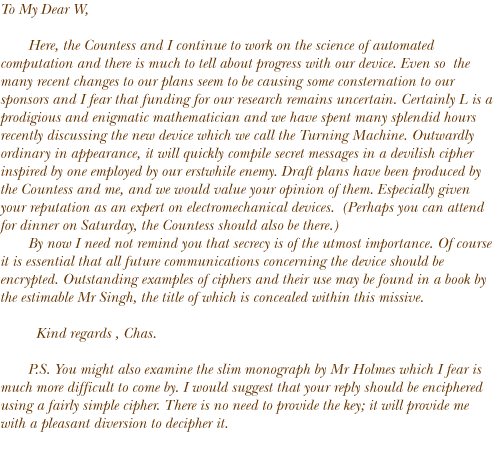 To My Dear W,
Here, the Countess and I continue to work on the science of automated
computation and there is much to tell about progress with our device. Even so the
many recent changes to our plans seem to be causing some consternation to our
sponsors and I fear that funding for our research remains uncertain. Certainly L is a
prodigious and enigmatic mathematician and we have spent many splendid hours
recently discussing the new device which we call the Turning Machine. Outwardly
ordinary in appearance, it will quickly compile secret messages in a devilish cipher
inspired by one employed by our erstwhile enemy. Draft plans have been produced by
the Countess and me, and we would value your opinion of them. Especially given
your reputation as an expert on electromechanical devices. (Perhaps you can attend
for dinner on Saturday, the Countess should also be there.)
By now I need not remind you that secrecy is of the utmost importance. Of course
it is essential that all future communications concerning the device should be
encrypted. Outstanding examples of ciphers and their use may be found in a book by
the estimable Mr Singh, the title of which is concealed within this missive.
Kind regards , Chas.
P.S. You might also examine the slim monograph by Mr Holmes which I fear is
much more difficult to come by. I would suggest that your reply should be enciphered
using a fairly simple cipher. There is no need to provide the key; it will provide me
with a pleasant diversion to decipher it.